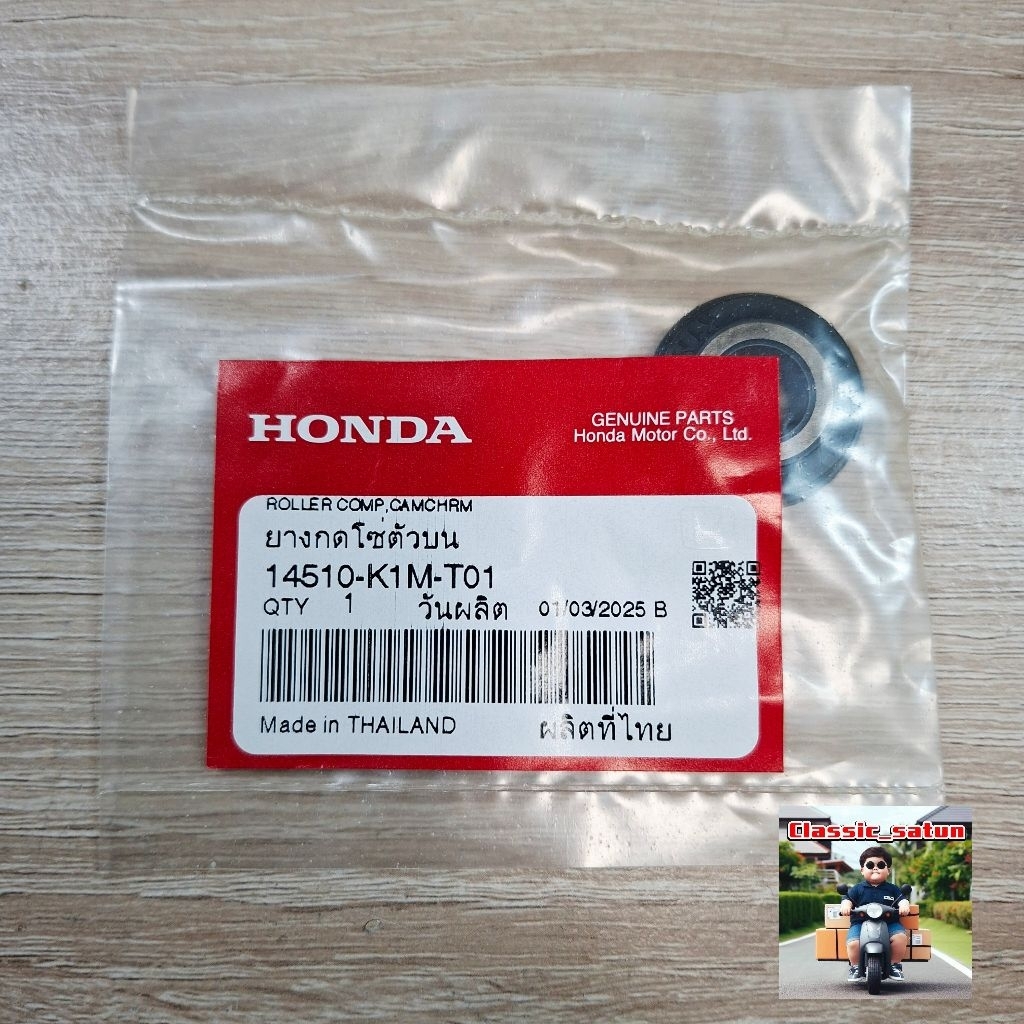 HONDA
GENUINE PARTS
Honda Motor Co., Ltd.
ROLLER COMP,CAMCHRM
ยางกดโซ่ตัวบน
14510-K1M-T01
QTY 1 วันผลิต 01/03/2025 B
Made in THAILAND ผลิตที่ไทย
Classic_satun